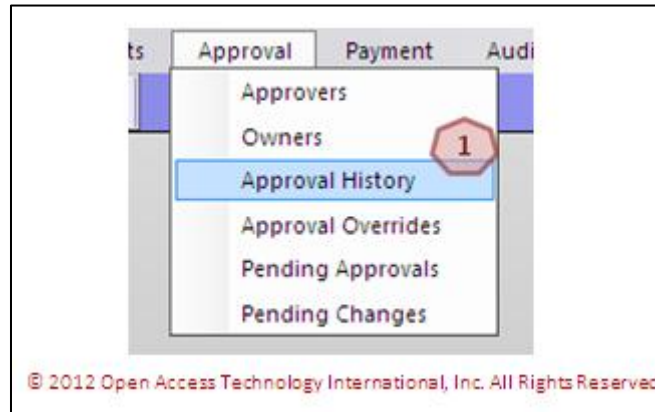 ts Approval Payment Audi
Approvers
Owners
1
Approval History
Approval Overrides
Pending Approvals
Pending Changes
© 2012 Open Access Technology International, Inc. All Rights Reserved